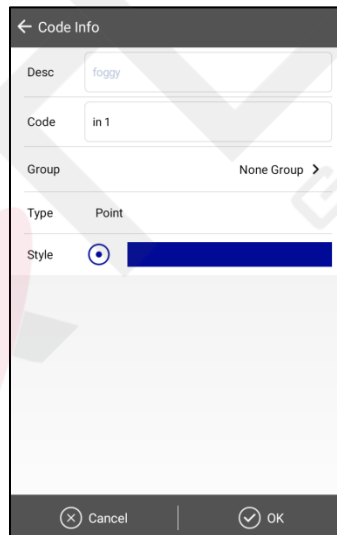 Code Info
Desc foggy
Code in 1
Group None Group
Type Point
Style
Cancel OK